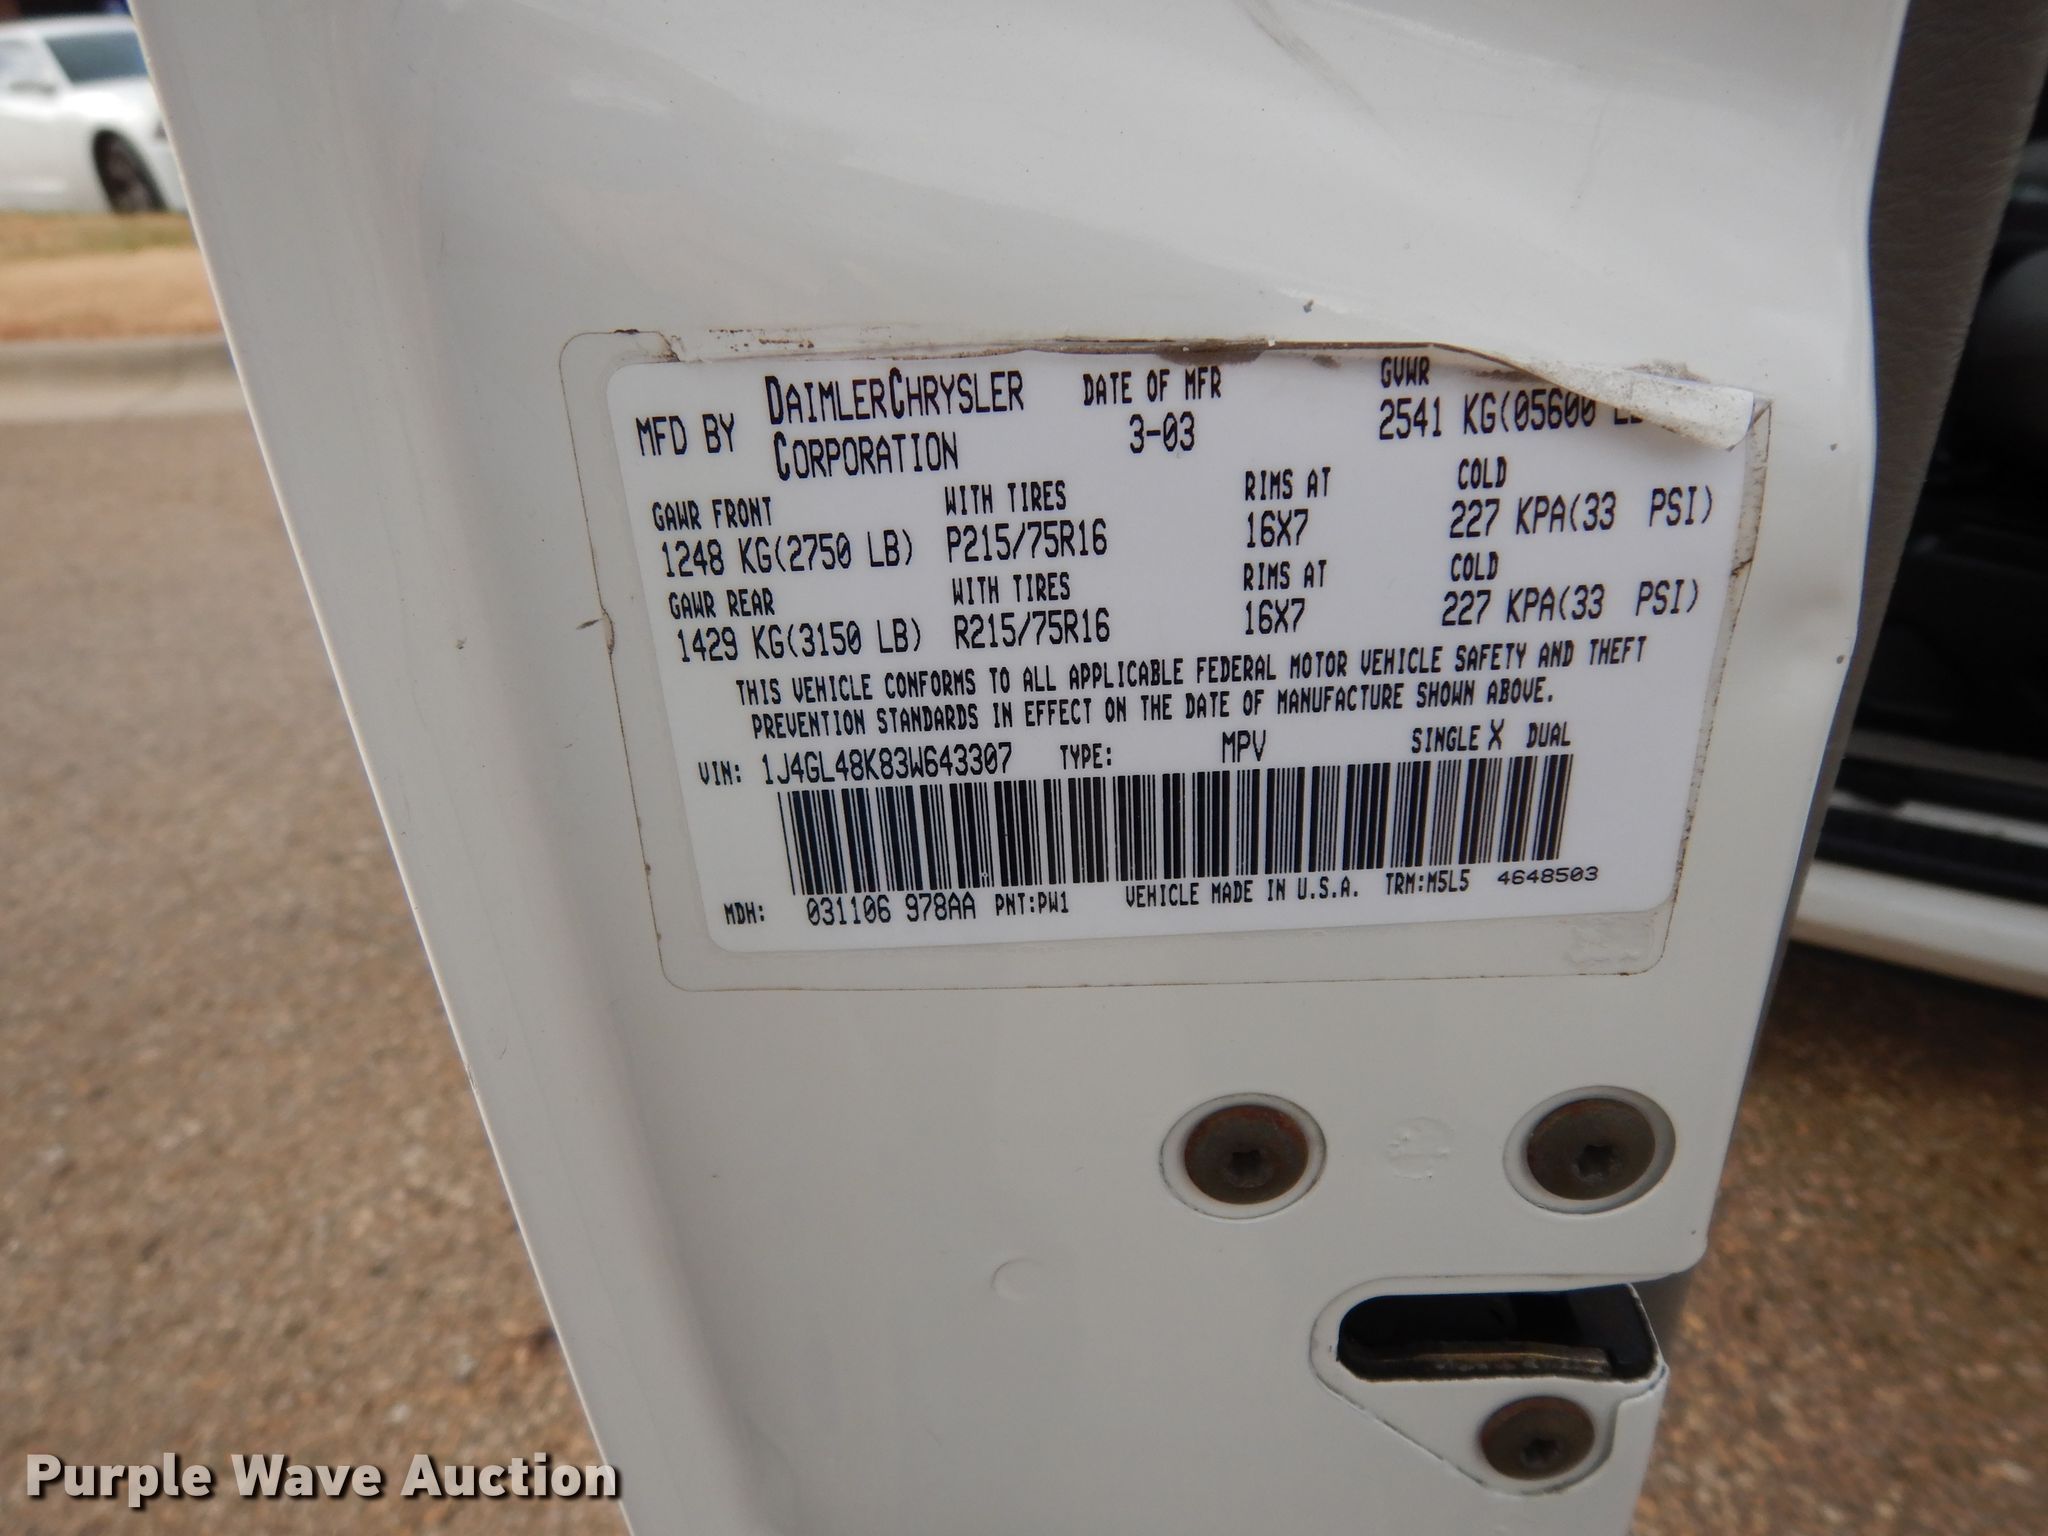 MFD BY DAIMLERCHRYSLER CORPORATION
DATE OF MFR
3-03
GVWR
2541 KG(05600
GAWR FRONT WITH TIRES RIMS AT COLD
1248 KG(2750 LB) P215/75R16 16X7 227 KPA(33 PSI)
GAWR REAR WITH TIRES RIMS AT COLD
1429 KG(3150 LB) R215/75R16 16X7 227 KPA(33 PSI)
THIS VEHICLE CONFORMS TO ALL APPLICABLE FEDERAL MOTOR VEHICLE SAFETY AND THEFT
PREVENTION STANDARDS IN EFFECT ON THE DATE OF MANUFACTURE SHOWN ABOVE.
VIN: 1J4GL48K83W643307 TYPE: MPV SINGLE X DUAL
MDH: 031106 978AA PNT:PW1 VEHICLE MADE IN U.S.A. TRM:M5L5 4648503
Purple Wave Auction